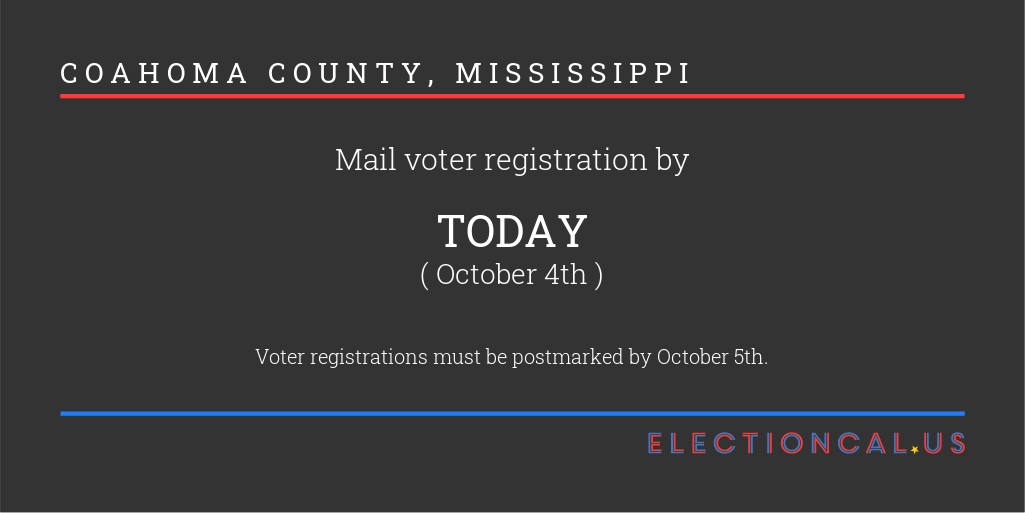 COAHOMA COUNTY, MISSISSIPPI
Mail voter registration by
TODAY
( October 4th )
Voter registrations must be postmarked by October 5th.
ELECTIONCAL.US